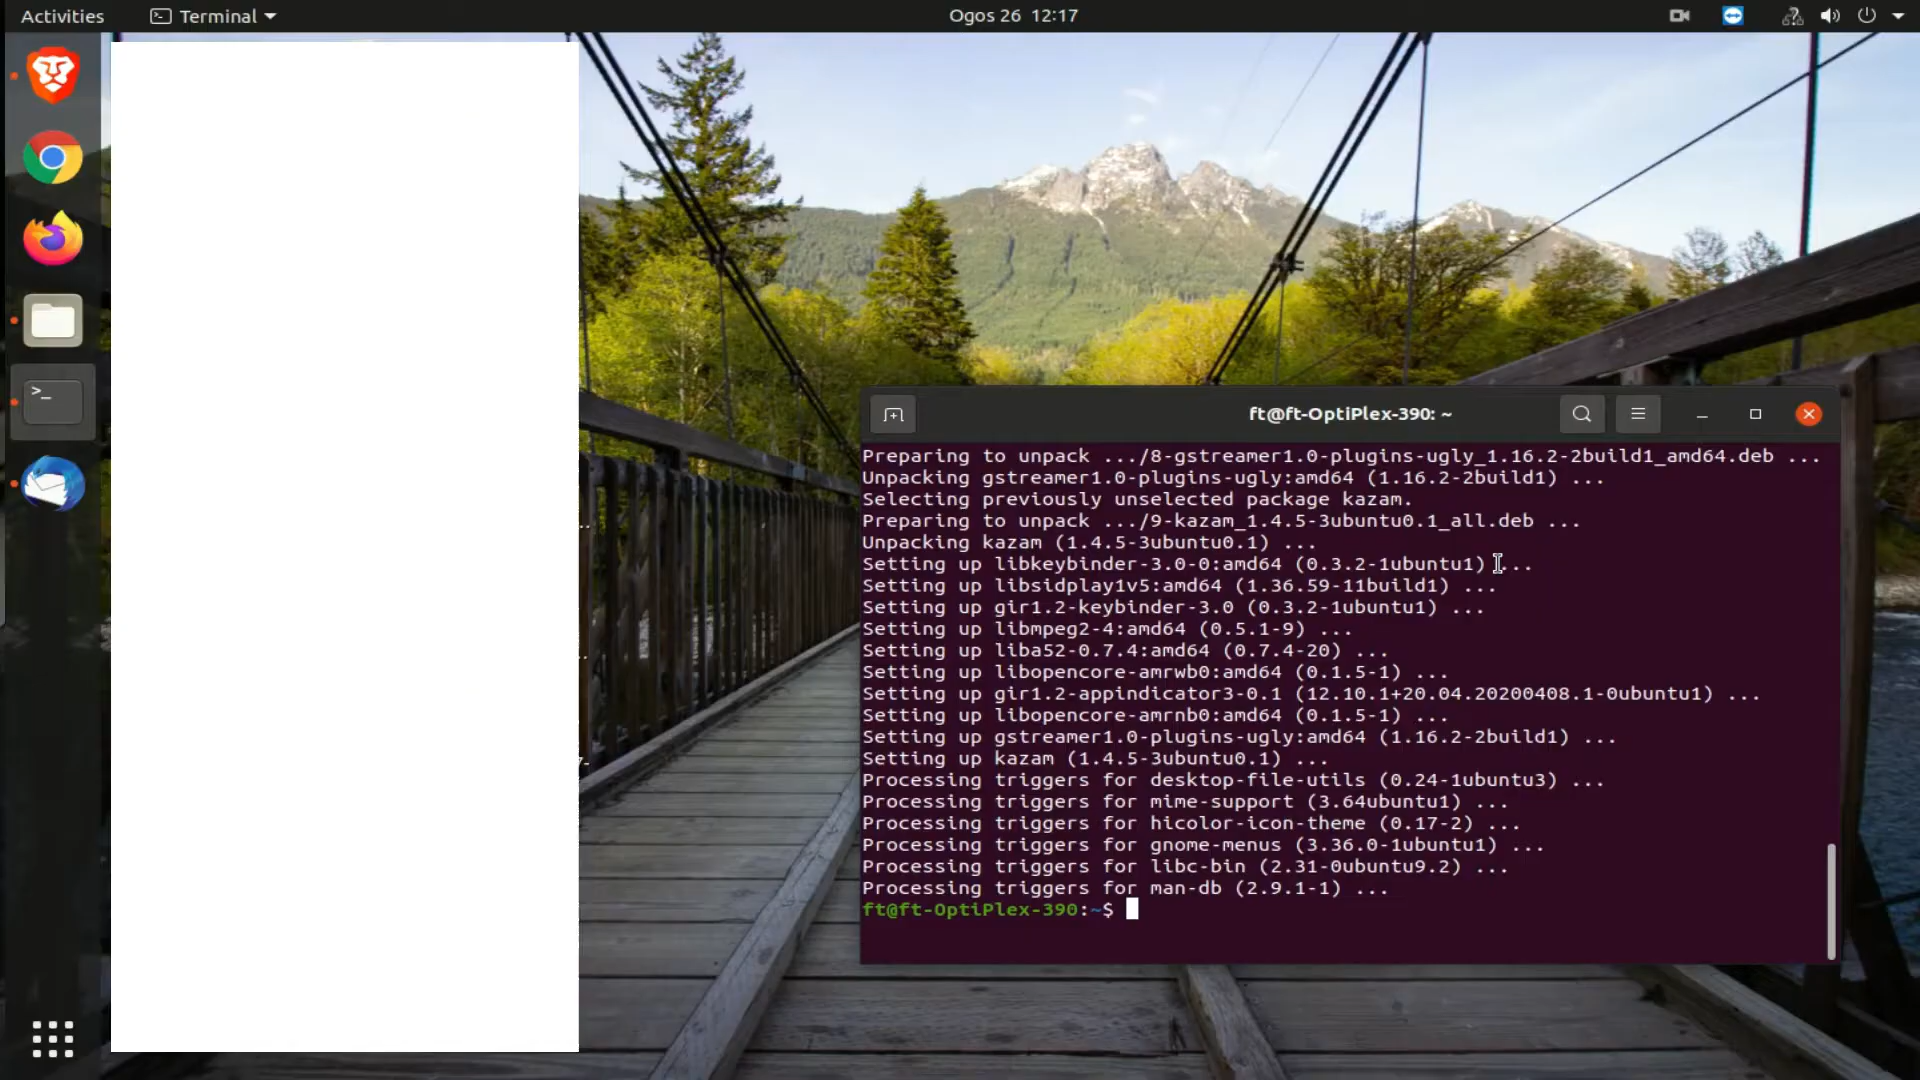 Activities
Terminal
Ogos 26 12:17
ft@ft-OptiPlex-390: ~
Preparing to unpack .../8-gstreamer1.0-plugins-ugly_1.16.2-2build1_amd64.deb ...
Unpacking gstreamer1.0-plugins-ugly:amd64 (1.16.2-2build1) ...
Selecting previously unselected package kazam.
Preparing to unpack .../9-kazam_1.4.5-3ubuntu0.1_all.deb ...
Unpacking kazam (1.4.5-3ubuntu0.1) ...
Setting up libkeybinder-3.0-0:amd64 (0.3.2-1ubuntu1) ...
Setting up libsidplay1v5:amd64 (1.36.59-11build1) ...
Setting up gir1.2-keybinder-3.0 (0.3.2-1ubuntu1) ...
Setting up libmpeg2-4:amd64 (0.5.1-9) ...
Setting up liba52-0.7.4:amd64 (0.7.4-20) ...
Setting up libopencore-amrwb0:amd64 (0.1.5-1) ...
Setting up gir1.2-appindicator3-0.1 (12.10.1+20.04.20200408.1-0ubuntu1) ...
Setting up libopencore-amrnb0:amd64 (0.1.5-1) ...
Setting up gstreamer1.0-plugins-ugly:amd64 (1.16.2-2build1) ...
Setting up kazam (1.4.5-3ubuntu0.1) ...
Processing triggers for desktop-file-utils (0.24-1ubuntu3) ...
Processing triggers for mime-support (3.64ubuntu1) ...
Processing triggers for hicolor-icon-theme (0.17-2) ...
Processing triggers for gnome-menus (3.36.0-1ubuntu1) ...
Processing triggers for libc-bin (2.31-0ubuntu9.2) ...
Processing triggers for man-db (2.9.1-1) ...
ft@ft-OptiPlex-390:~$